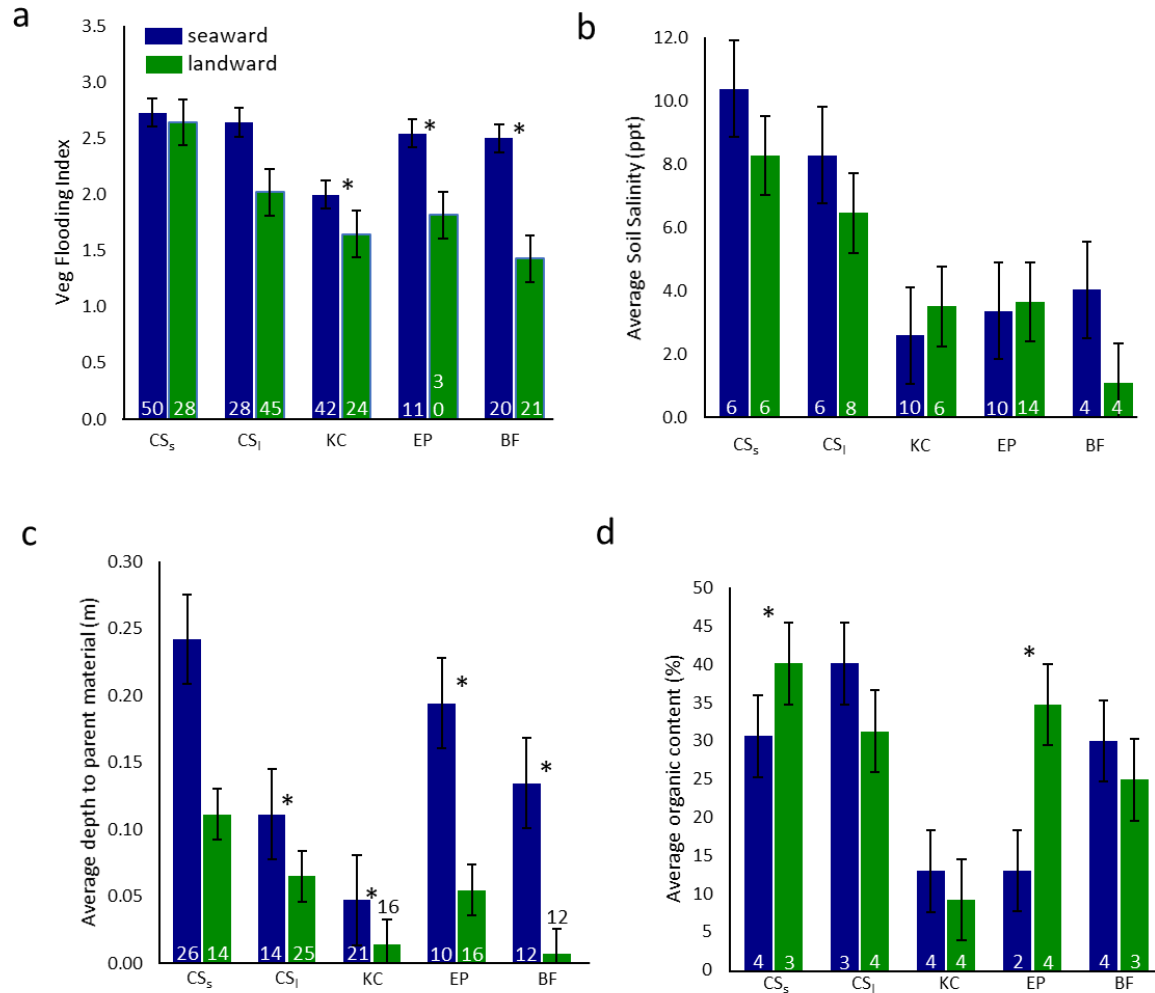 a
3.5
3.0
2.5
2.0
1.5
1.0
0.5
0.0
Veg Flooding Index
seaward
landward
* * *
50 28 28 45 42 24 11 3
0 20 21
CSs CSl KC EP BF
b
12.0
10.0
8.0
6.0
4.0
2.0
0.0
Average Soil Salinity (ppt)
6 6 6 8 10 6 10 14 4 4
CSs CSl KC EP BF
c
0.30
0.25
0.20
0.15
0.10
0.05
0.00
Average depth to parent material (m)
* * * *
26 14 14 25 21 16 10 16 12 12
CSs CSl KC EP BF
d
50
45
40
35
30
25
20
15
10
5
0
Average organic content (%)
* *
4 3 3 4 4 4 2 4 4 3
CSs CSl KC EP BF